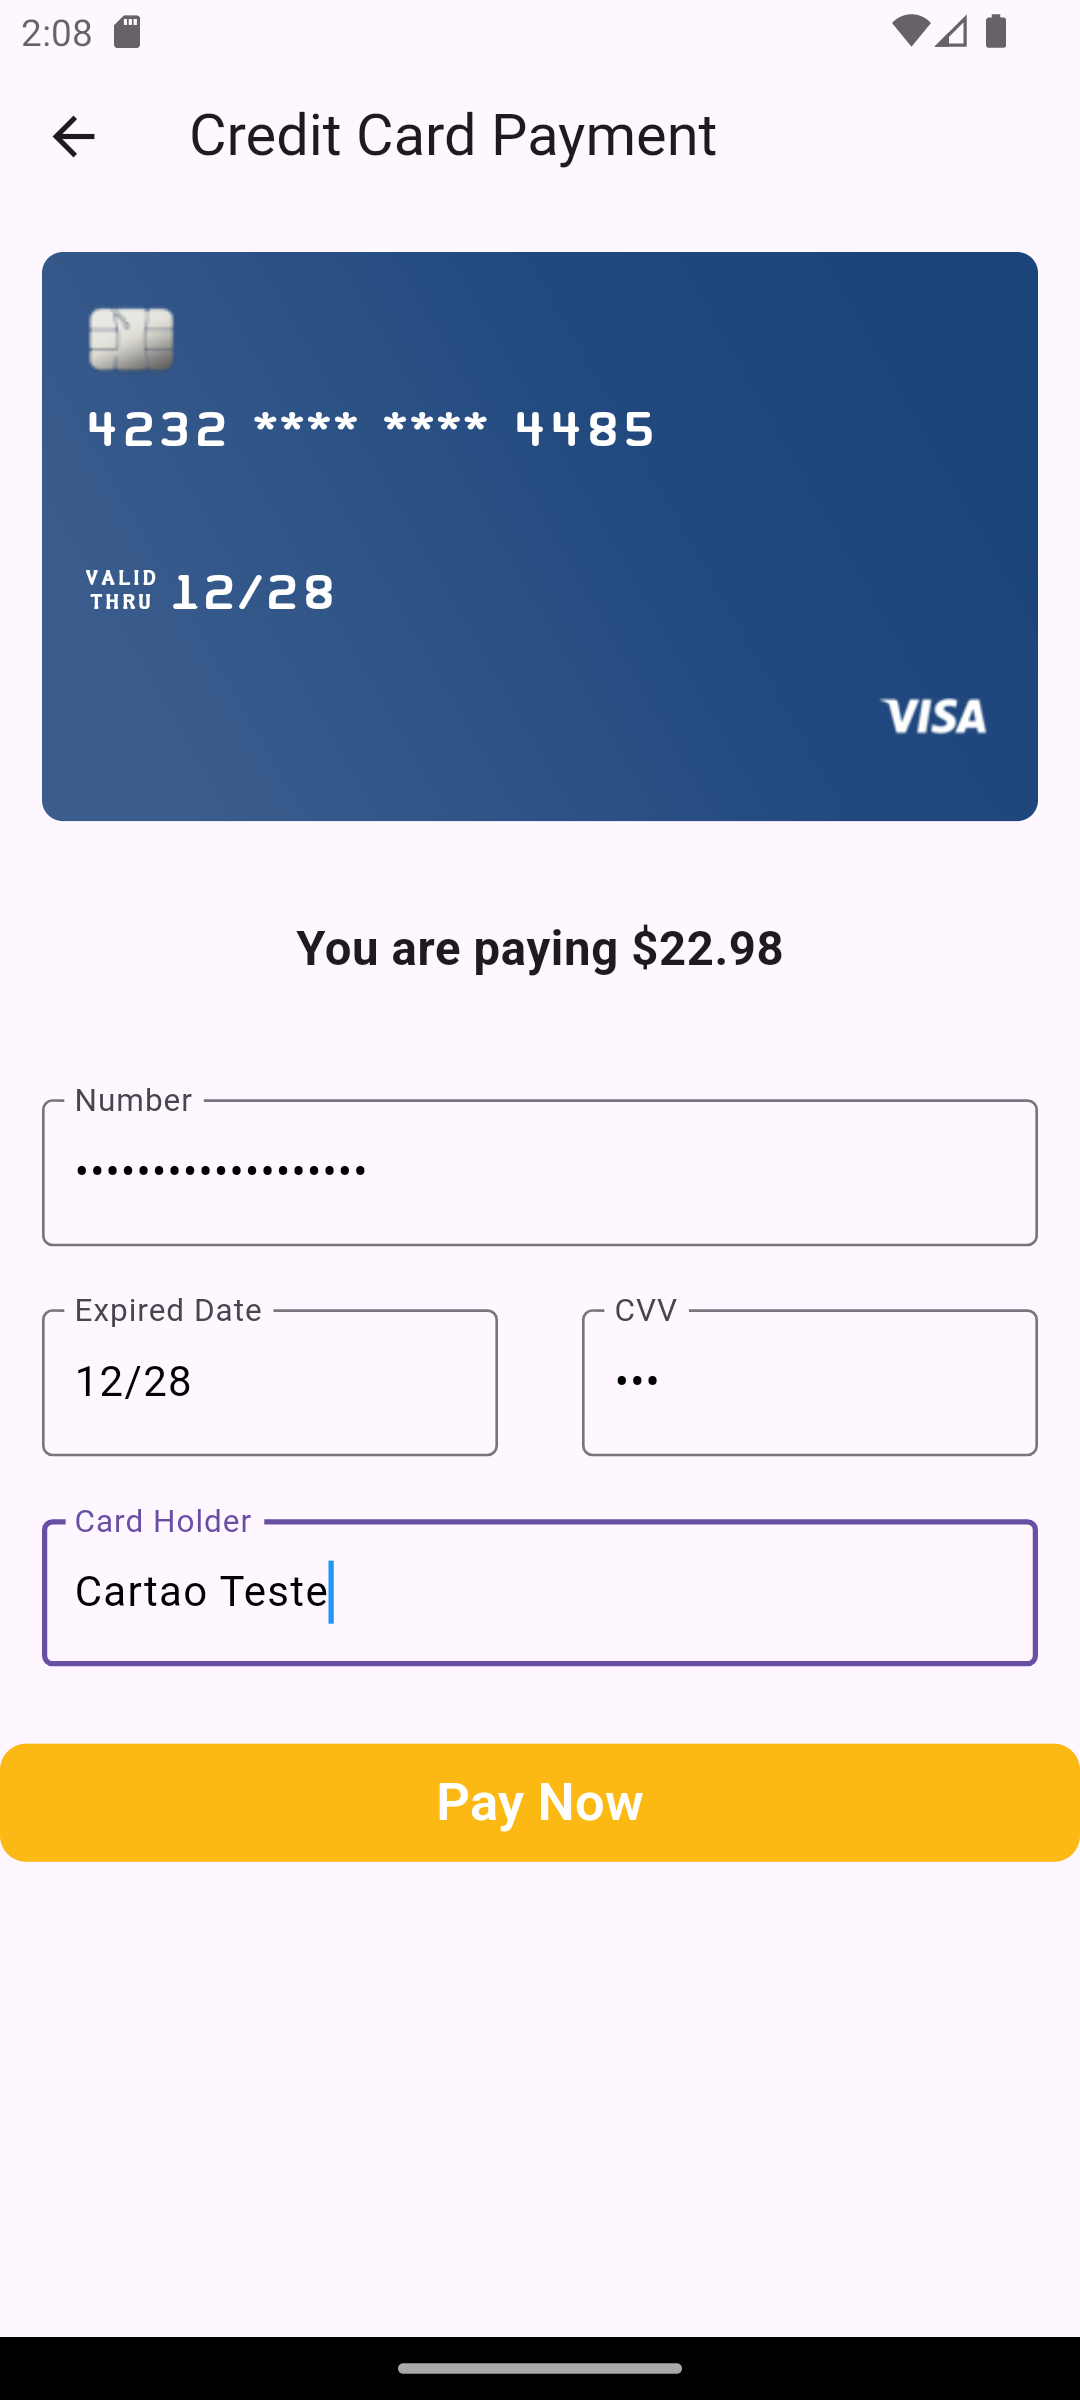 2:08
Credit Card Payment
4232 **** **** 4485
VALID
THRU
12/28
VISA
You are paying $22.98
Number
•••••••••••••••••••
Expired Date
CVV
12/28
•••
Card Holder
Cartao Teste
Pay Now